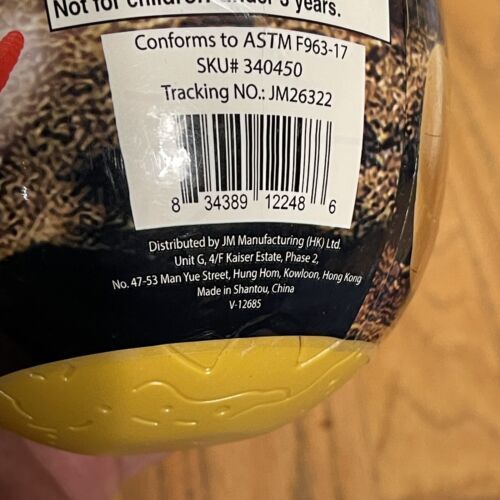 Not for children under 3 years.
Conforms to ASTM F963-17
SKU# 340450
Tracking NO.: JM26322
8 34389 12248 6
Distributed by JM Manufacturing (HK) Ltd.
Unit G, 4/F Kaiser Estate, Phase 2,
No. 47-53 Man Yue Street, Hung Hom, Kowloon, Hong Kong
Made in Shantou, China
V-12685